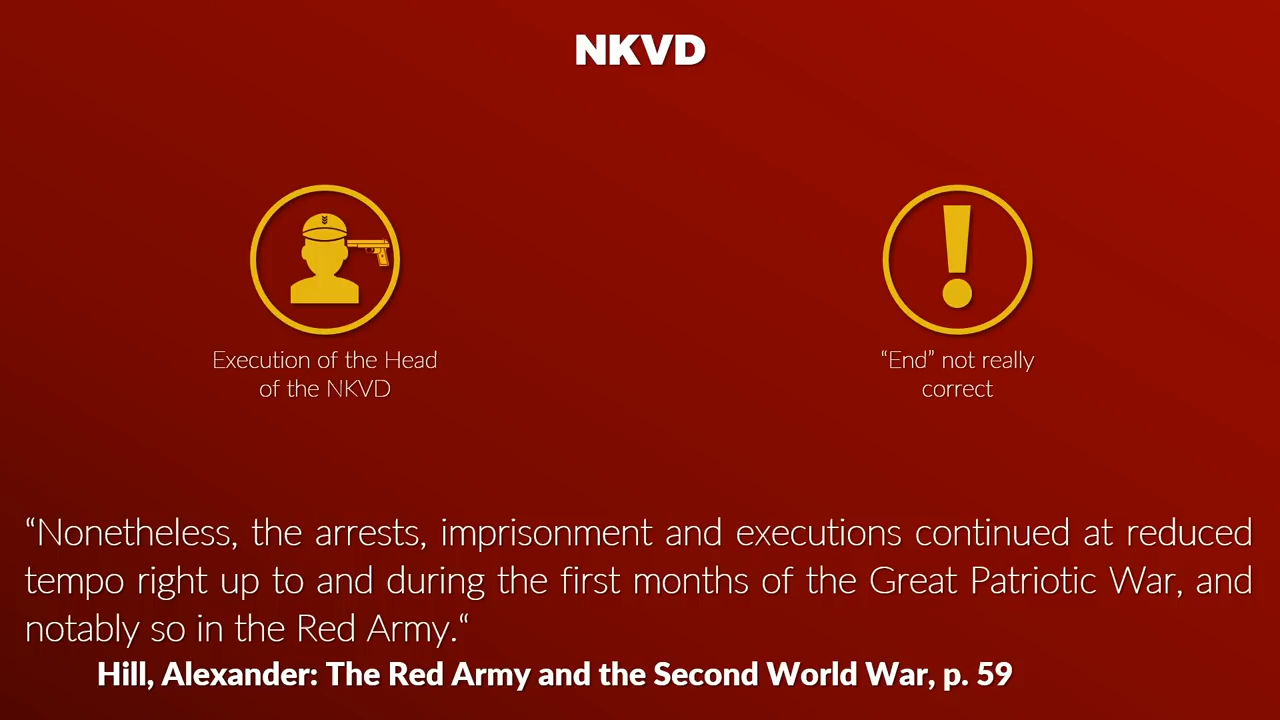 NKVD
Execution of the Head
of the NKVD
“End” not really
correct
“Nonetheless, the arrests, imprisonment and executions continued at reduced
tempo right up to and during the first months of the Great Patriotic War, and
notably so in the Red Army.“
Hill, Alexander: The Red Army and the Second World War, p. 59